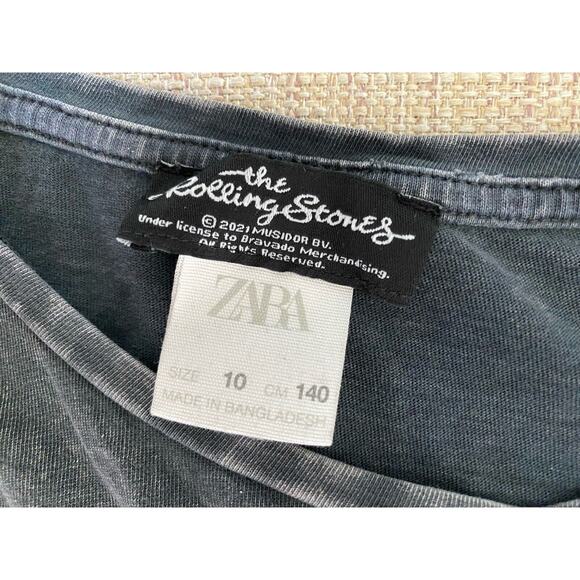 the
Rolling Stones
© 2021 MUSIDOR BV.
Under license to Bravado Merchandising.
All Rights Reserved.
ZARA
SIZE 10 CM 140
MADE IN BANGLADESH